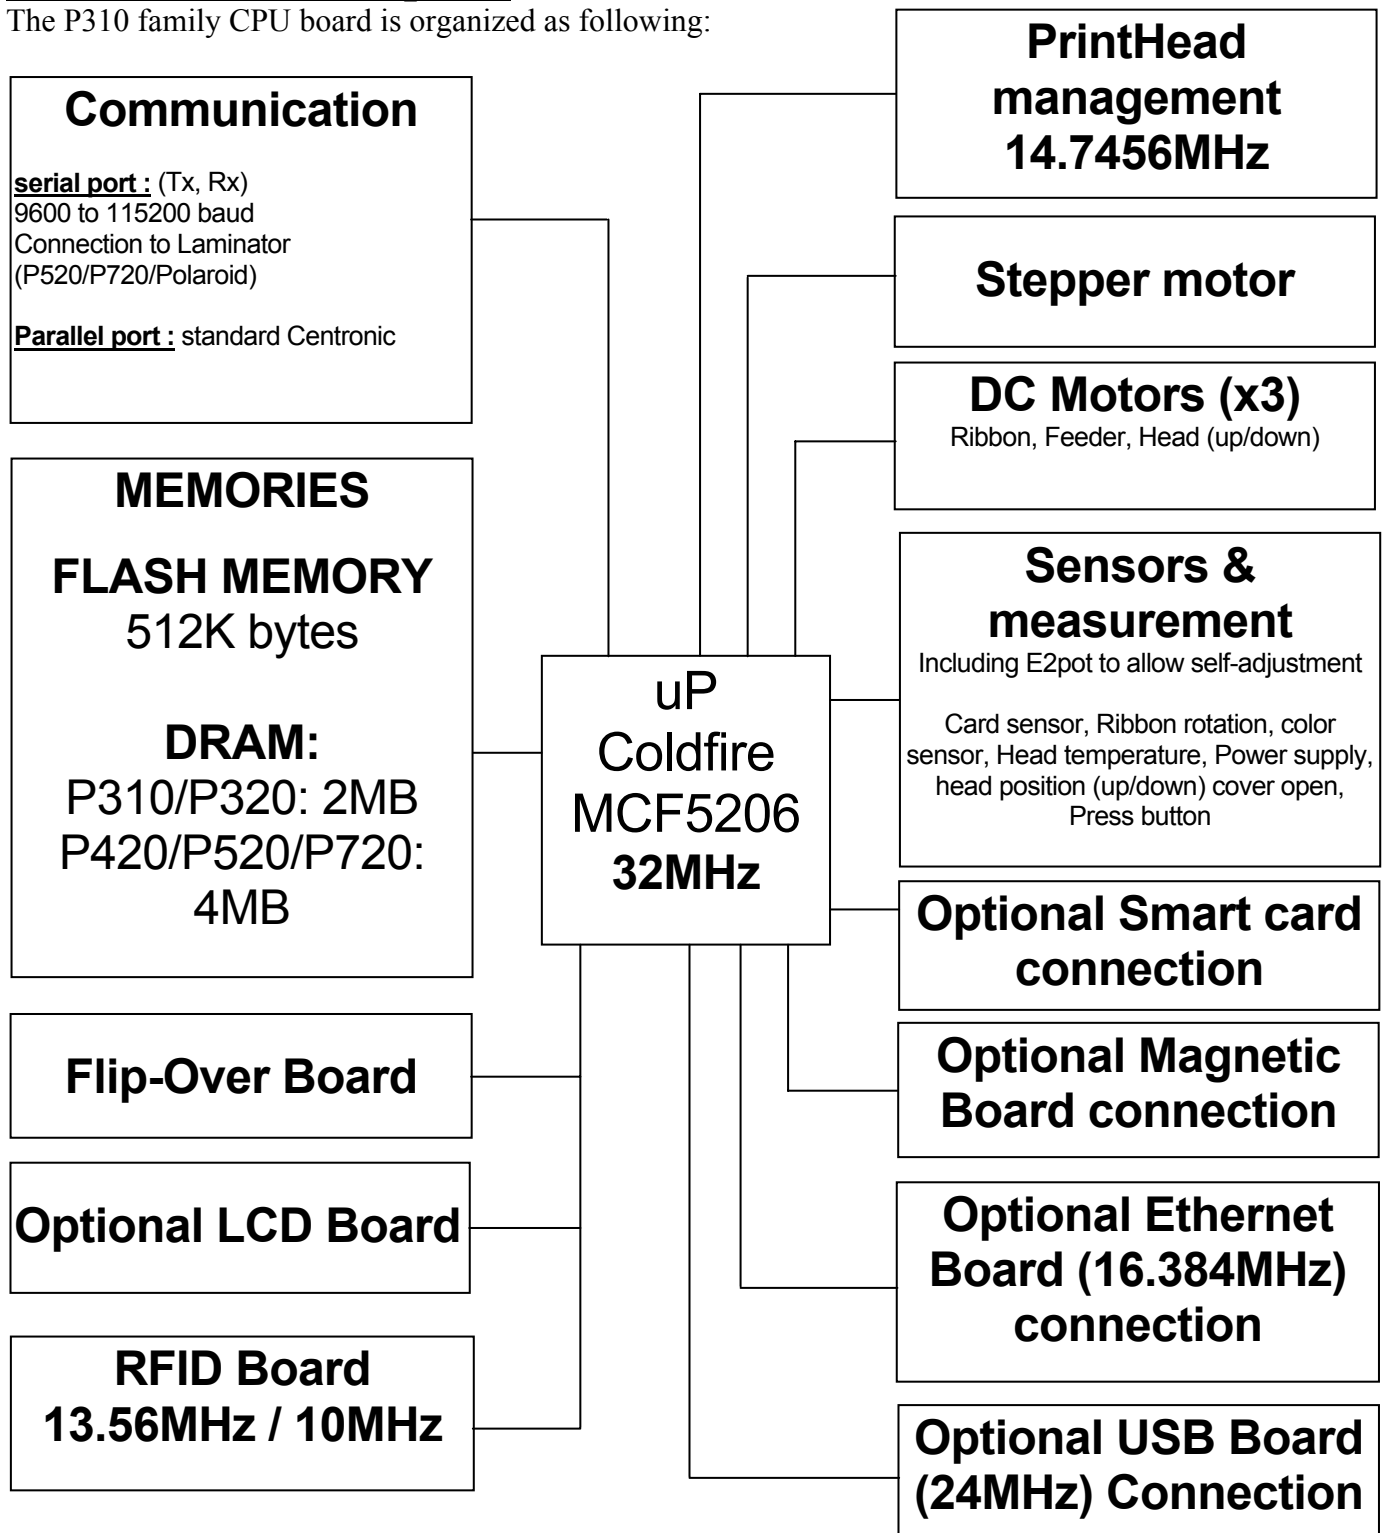 The P310 family CPU board is organized as following:
Communication
serial port : (Tx, Rx)
9600 to 115200 baud
Connection to Laminator
(P520/P720/Polaroid)
Parallel port : standard Centronic
MEMORIES
FLASH MEMORY
512K bytes
DRAM:
P310/P320: 2MB
P420/P520/P720:
4MB
Flip-Over Board
Optional LCD Board
RFID Board
13.56MHz / 10MHz
uP
Coldfire
MCF5206
32MHz
PrintHead
management
14.7456MHz
Stepper motor
DC Motors (x3)
Ribbon, Feeder, Head (up/down)
Sensors &
measurement
Including E2pot to allow self-adjustment
Card sensor, Ribbon rotation, color
sensor, Head temperature, Power supply,
head position (up/down) cover open,
Press button
Optional Smart card
connection
Optional Magnetic
Board connection
Optional Ethernet
Board (16.384MHz)
connection
Optional USB Board
(24MHz) Connection